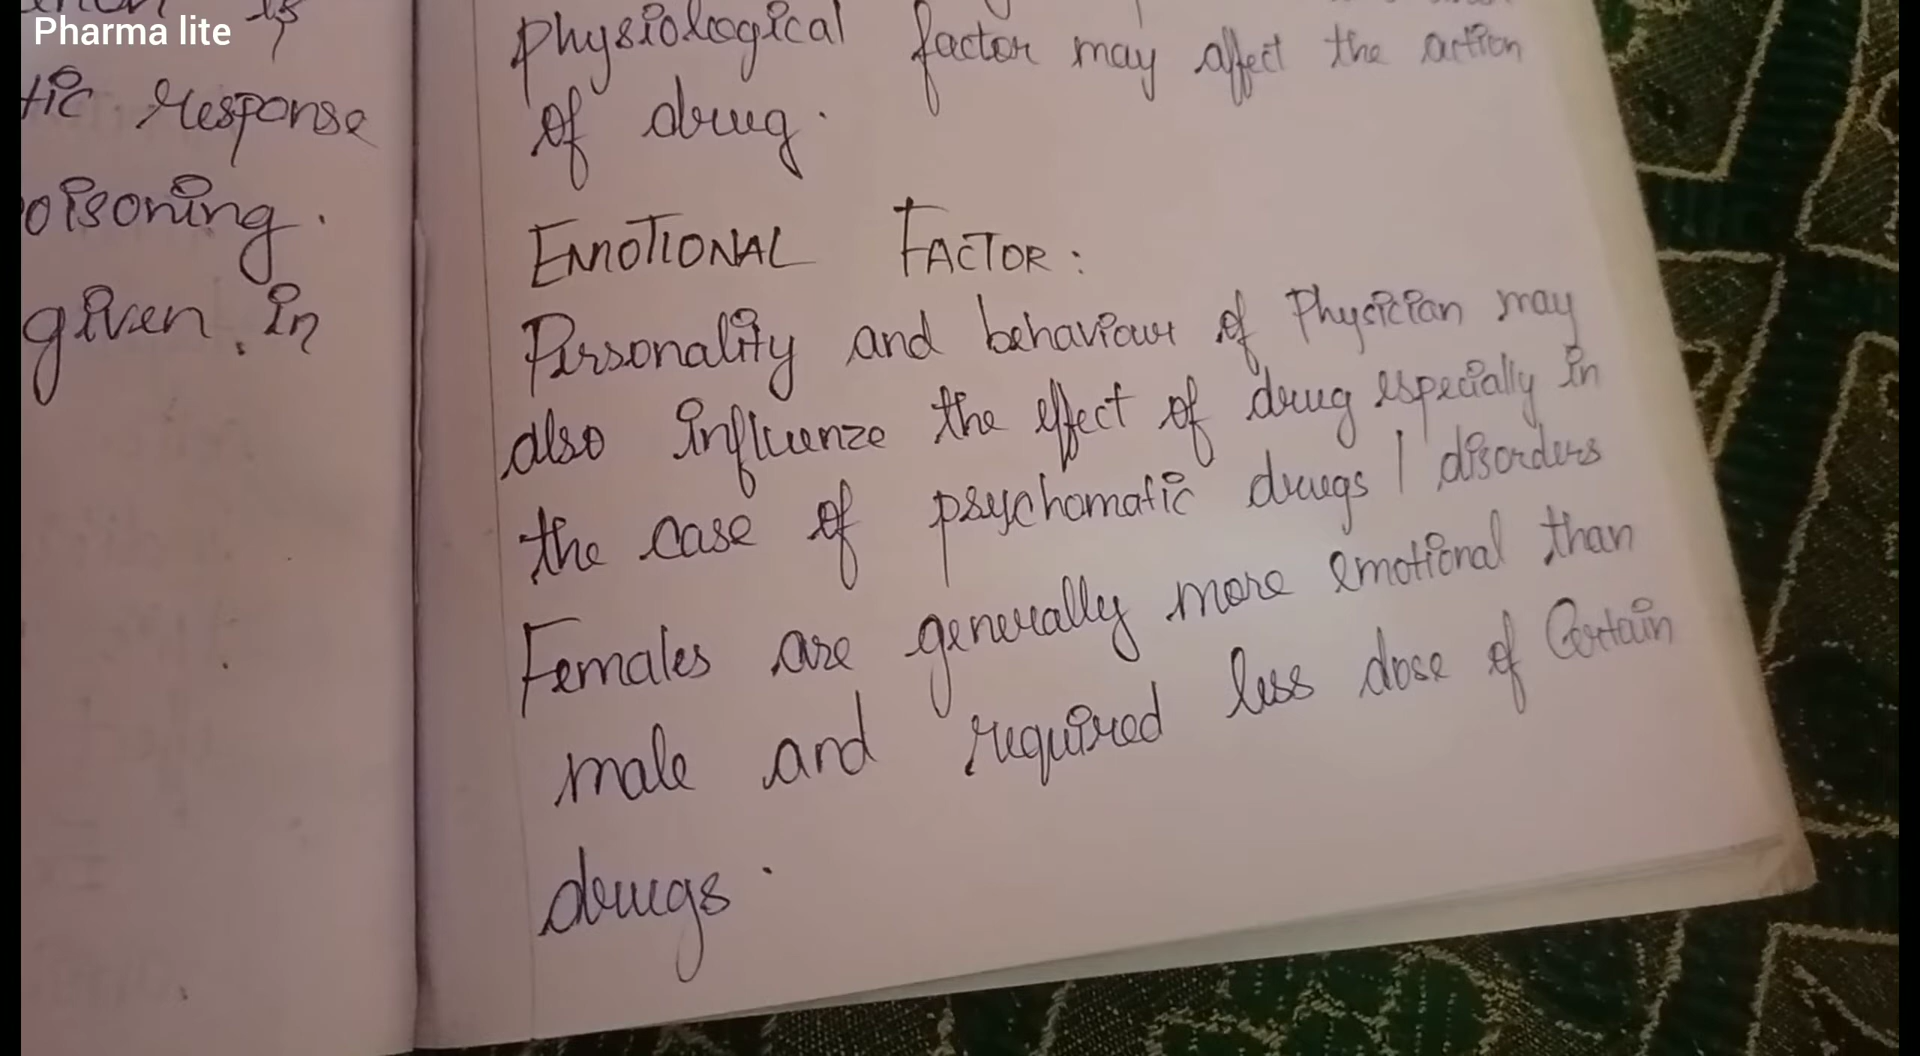 Pharma lite
tic response
oisoning.
given in
physiological factor may affect the action
of drug.
EMOTIONAL FACTOR:
Personality and behaviour of Physician may
also influenze the effect of drug especially in
the case of psychomatic drugs / disorders
Females are generally more emotional than
male and required less dose of Certain
drugs.